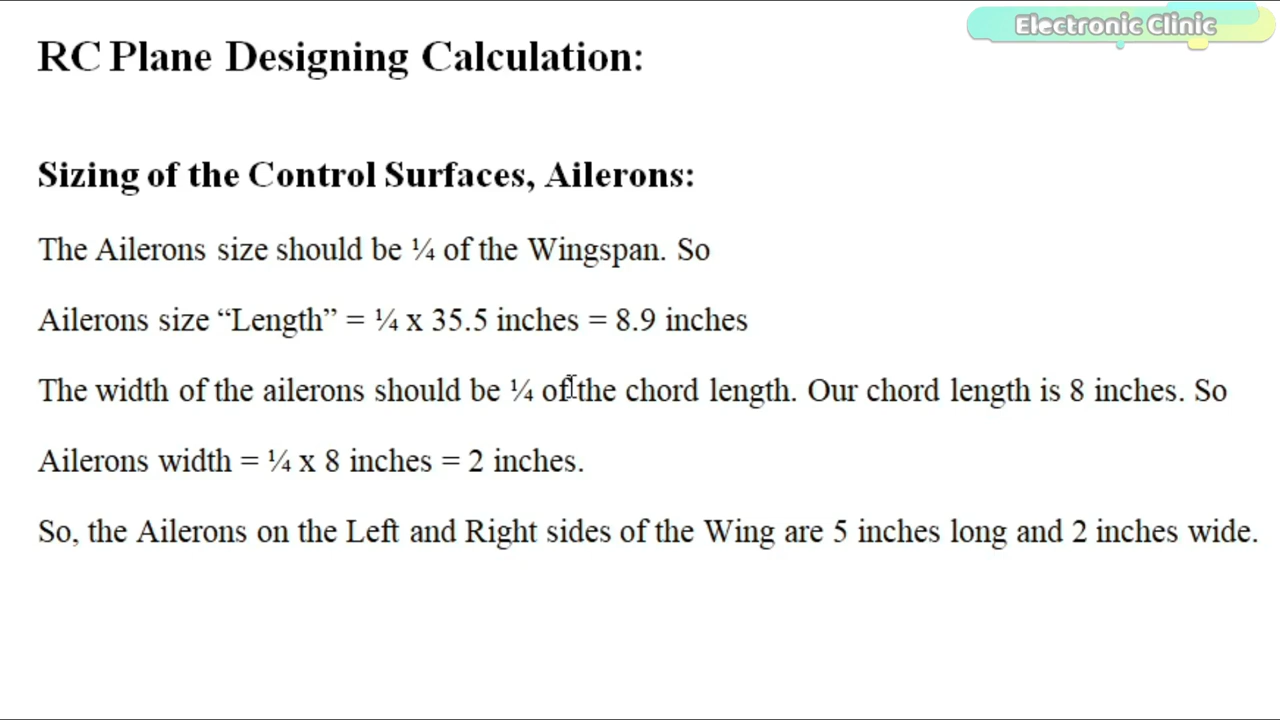 Electronic Clinic
RC Plane Designing Calculation:
Sizing of the Control Surfaces, Ailerons:
The Ailerons size should be ¼ of the Wingspan. So
Ailerons size “Length” = ¼ x 35.5 inches = 8.9 inches
The width of the ailerons should be ¼ of the chord length. Our chord length is 8 inches. So
Ailerons width = ¼ x 8 inches = 2 inches.
So, the Ailerons on the Left and Right sides of the Wing are 5 inches long and 2 inches wide.